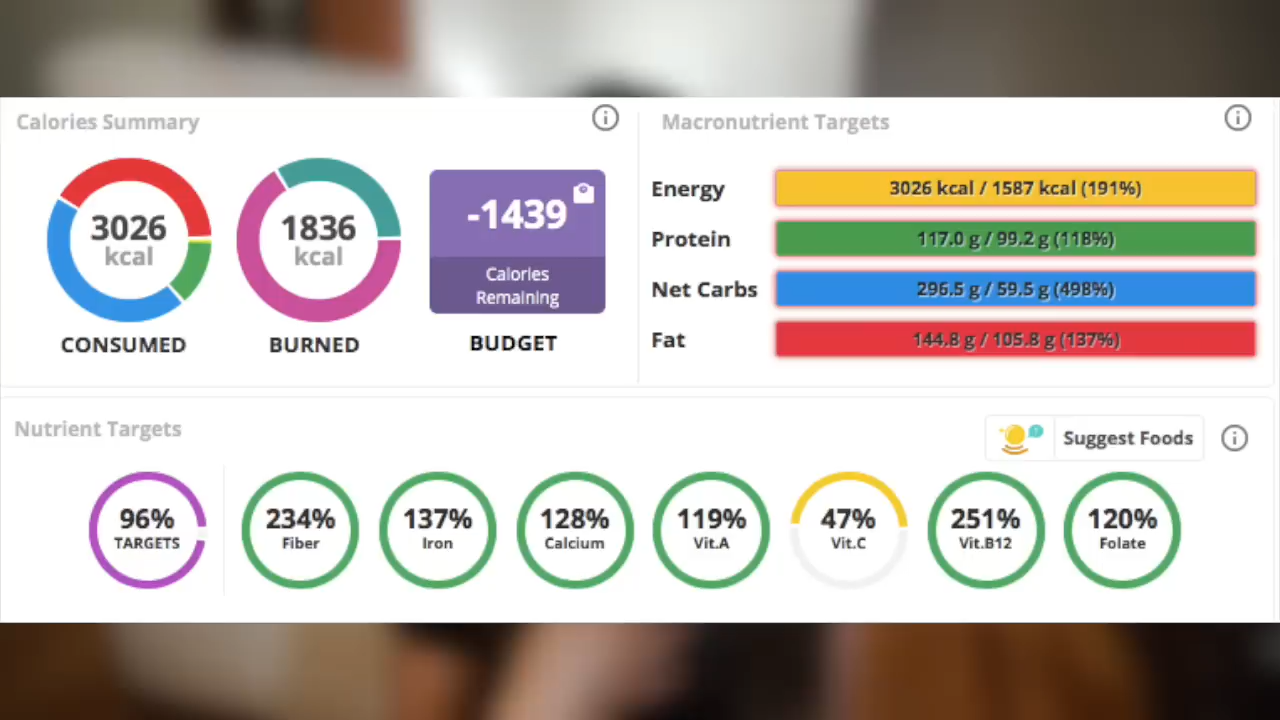 Calories Summary
3026
kcal
CONSUMED
1836
kcal
BURNED
-1439
Calories
Remaining
BUDGET
Macronutrient Targets
Energy
3026 kcal / 1587 kcal (191%)
Protein
117.0 g / 99.2 g (118%)
Net Carbs
296.5 g / 59.5 g (498%)
Fat
144.8 g / 105.8 g (137%)
Nutrient Targets
Suggest Foods
96%
TARGETS
234%
Fiber
137%
Iron
128%
Calcium
119%
Vit.A
47%
Vit.C
251%
Vit.B12
120%
Folate